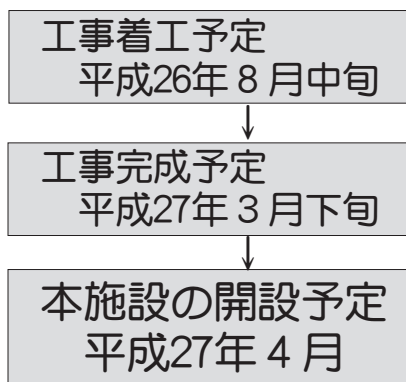 工事着工予定
平成26年8月中旬
工事完成予定
平成27年3月下旬
本施設の開設予定
平成27年4月